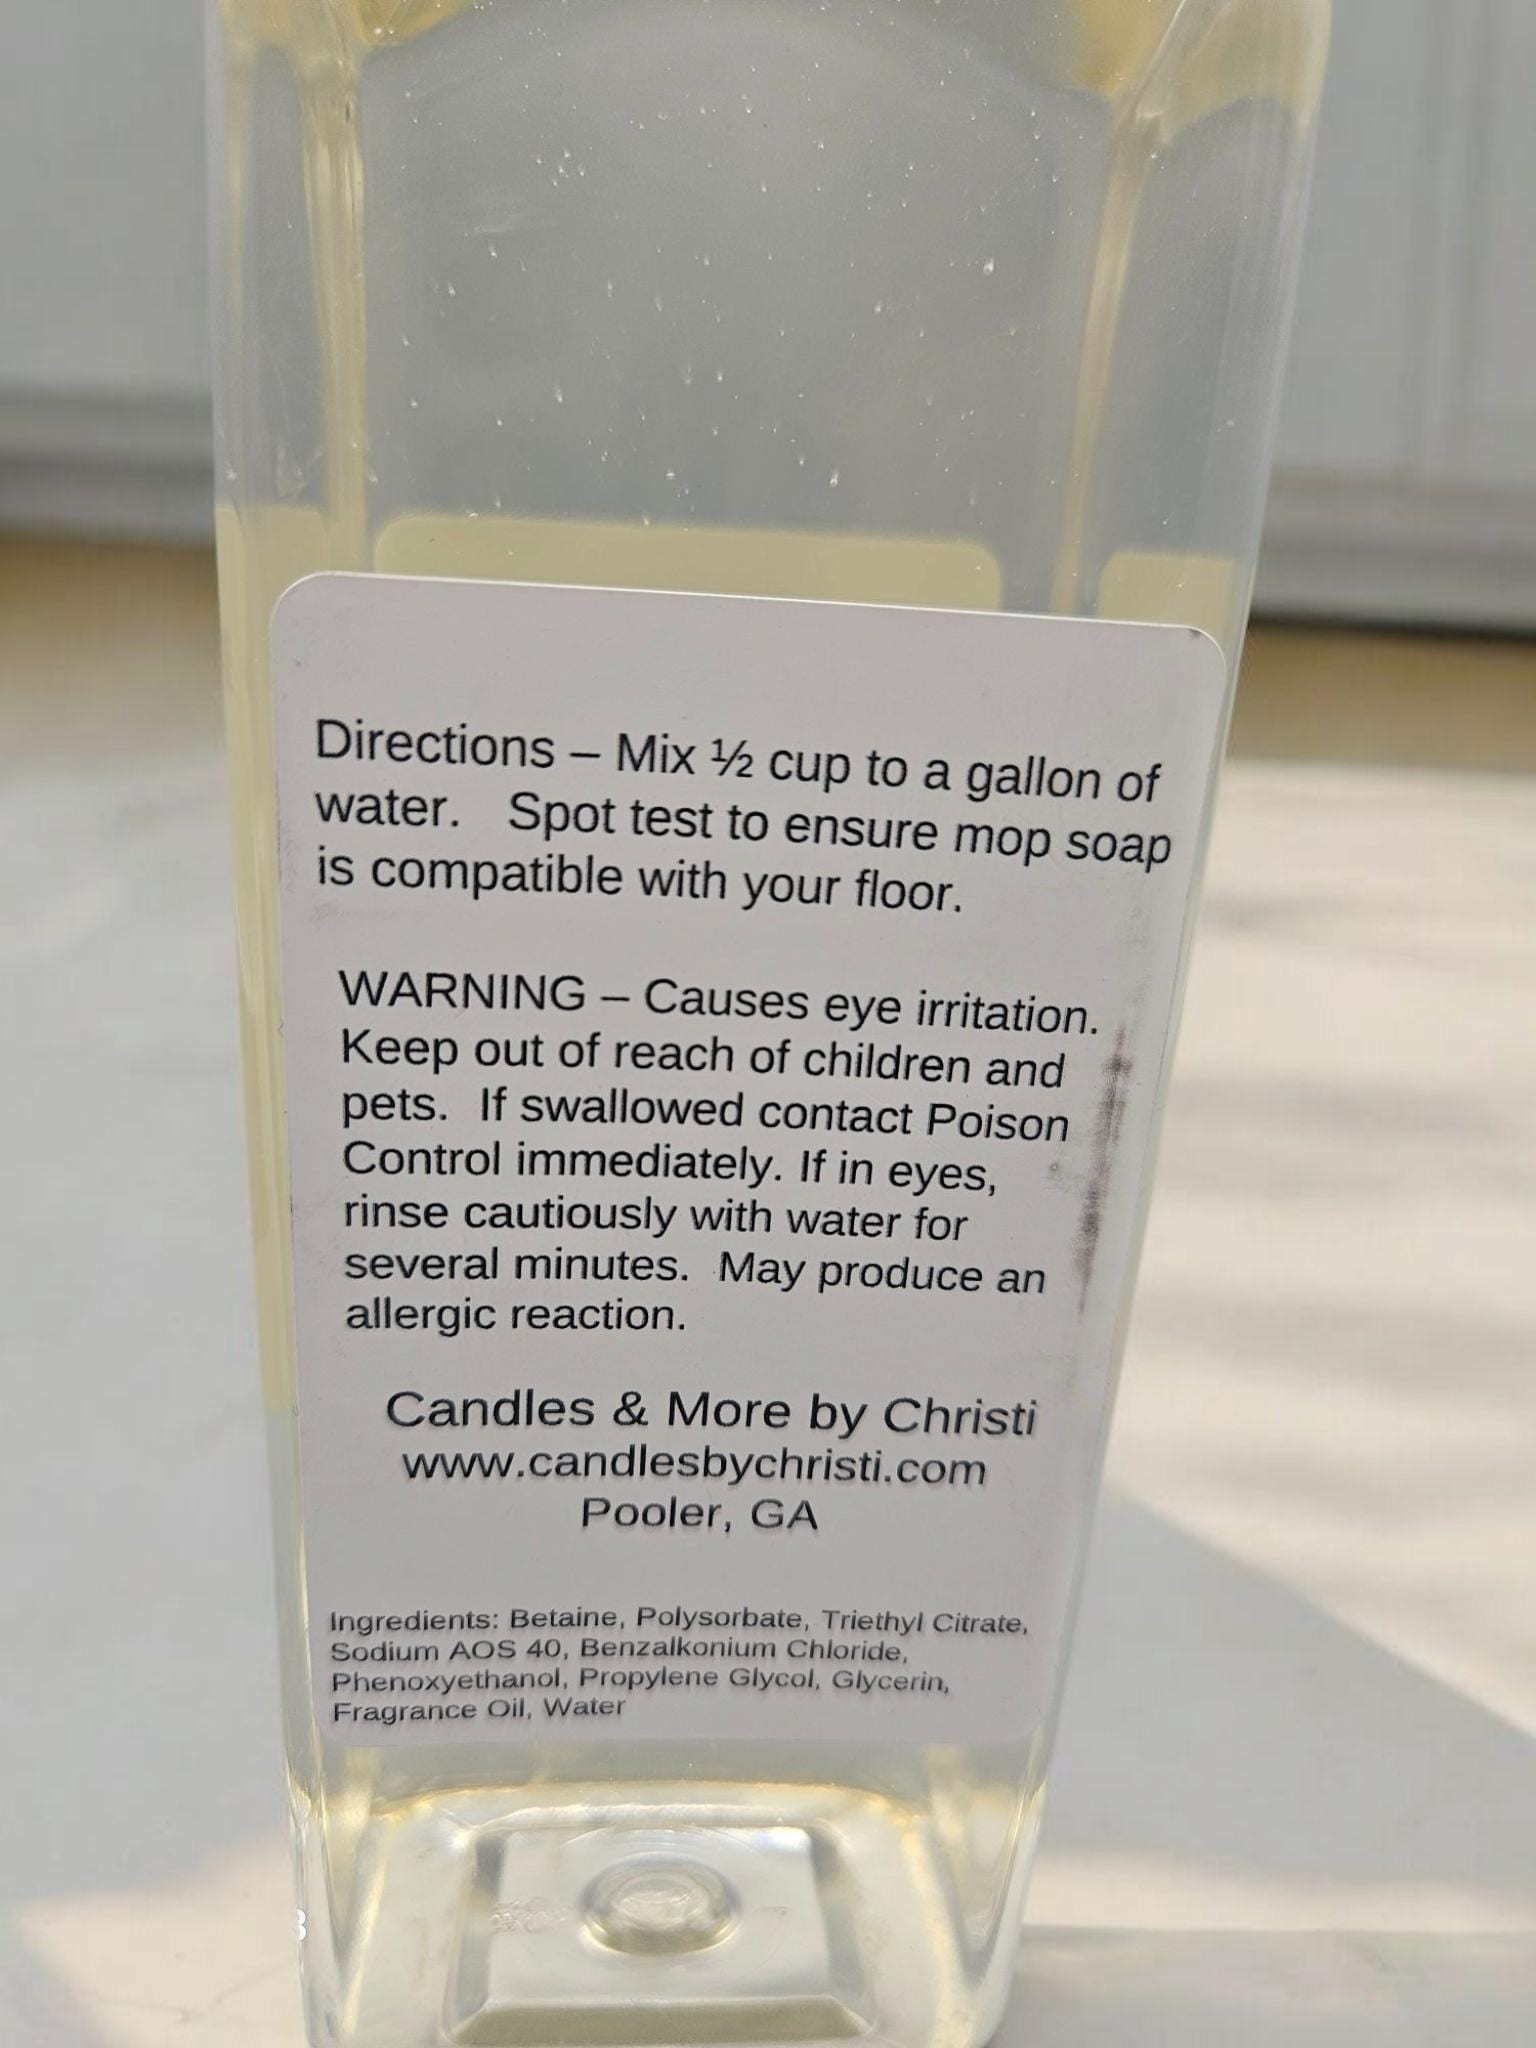 Directions – Mix ½ cup to a gallon of
water. Spot test to ensure mop soap
is compatible with your floor.
WARNING – Causes eye irritation.
Keep out of reach of children and
pets. If swallowed contact Poison
Control immediately. If in eyes,
rinse cautiously with water for
several minutes. May produce an
allergic reaction.
Candles & More by Christi
www.candlesbychristi.com
Pooler, GA
Ingredients: Betaine, Polysorbate, Triethyl Citrate,
Sodium AOS 40, Benzalkonium Chloride,
Phenoxyethanol, Propylene Glycol, Glycerin,
Fragrance Oil, Water